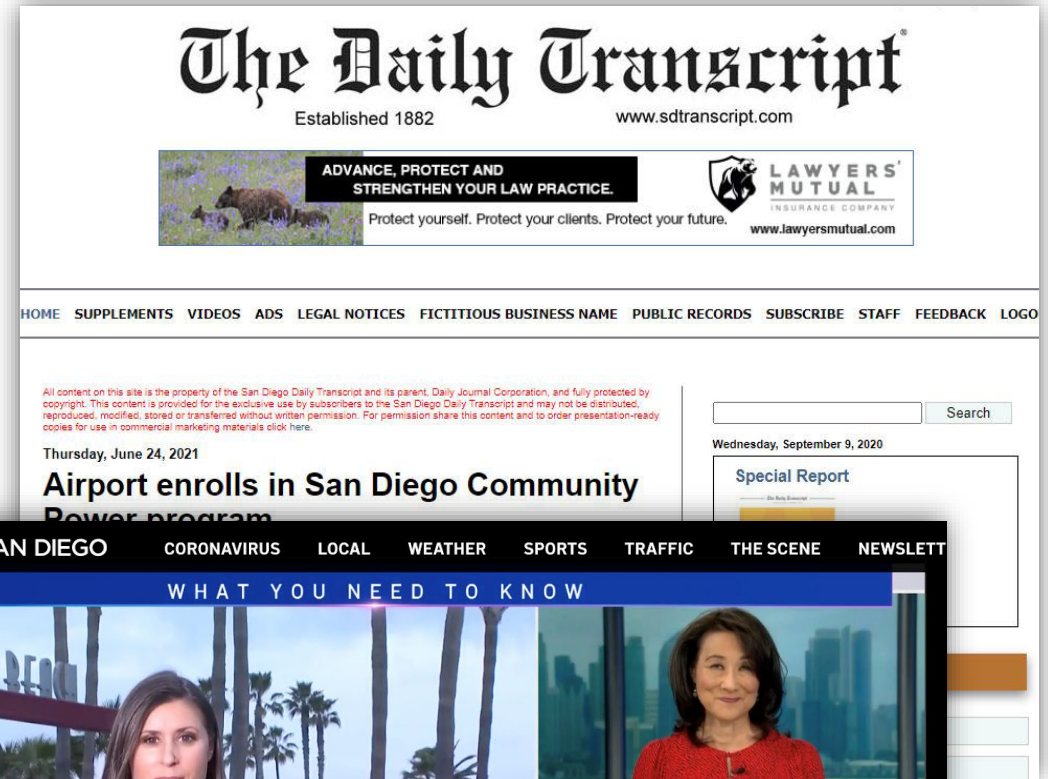 The Daily Transcript®
Established 1882
www.sdtranscript.com
ADVANCE, PROTECT AND
STRENGTHEN YOUR LAW PRACTICE.
Protect yourself. Protect your clients. Protect your future.
LAWYERS'
MUTUAL
INSURANCE COMPANY
www.lawyersmutual.com
HOME SUPPLEMENTS VIDEOS ADS LEGAL NOTICES FICTITIOUS BUSINESS NAME PUBLIC RECORDS SUBSCRIBE STAFF FEEDBACK LOGO
All content on this site is the property of the San Diego Daily Transcript and its parent, Daily Journal Corporation, and fully protected by
copyright. This content is provided for the exclusive use by subscribers to the San Diego Daily Transcript and may not be distributed,
reproduced, modified, stored or transferred without written permission. For permission share this content and to order presentation-ready
copies for use in commercial marketing materials click here.
Thursday, June 24, 2021
Airport enrolls in San Diego Community
Power program
Search
Wednesday, September 9, 2020
Special Report
The Daily Transcript
AN DIEGO CORONAVIRUS LOCAL WEATHER SPORTS TRAFFIC THE SCENE NEWSLETT
WHAT YOU NEED TO KNOW
BEACH